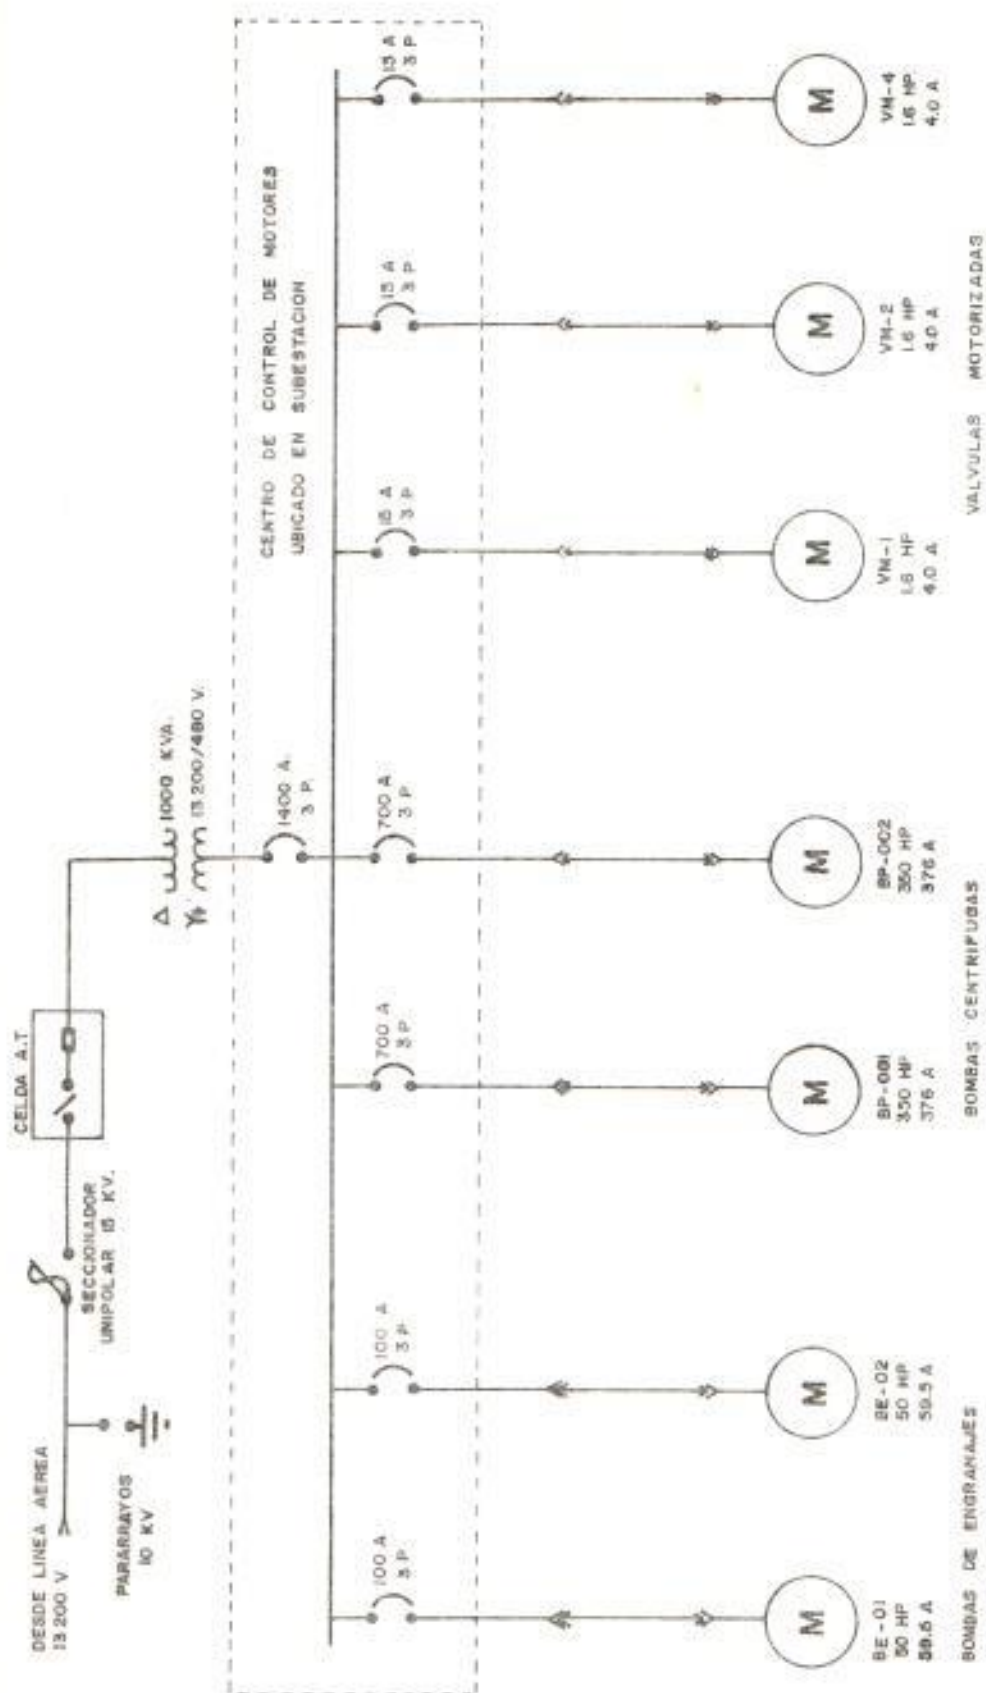 DESDE LINEA AEREA
13 200 V
PARARRAYOS
10 KV
SECCIONADOR
UNIPOLAR 15 KV.
CELDA A.T
1000 KVA.
13 200/480 V.
1400 A.
3 P.
CENTRO DE CONTROL DE MOTORES
UBICADO EN SUBESTACION
100 A
3 P.
100 A
3 P.
700 A
3 P.
700 A
3 P.
15 A
3 P.
15 A
3 P.
15 A
3 P.
M
M
M
M
M
M
M
BE-01
50 HP
59.5 A
BE-02
50 HP
59.5 A
BP-001
350 HP
376 A
BP-002
350 HP
376 A
VM-1
1.6 HP
4.0 A
VM-2
1.6 HP
4.0 A
VM-4
1.6 HP
4.0 A
BOMBAS DE ENGRANAJES
BOMBAS CENTRIFUGAS
VALVULAS MOTORIZADAS